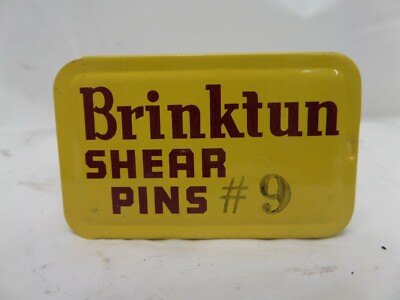 Brinktun
SHEAR
PINS # 9